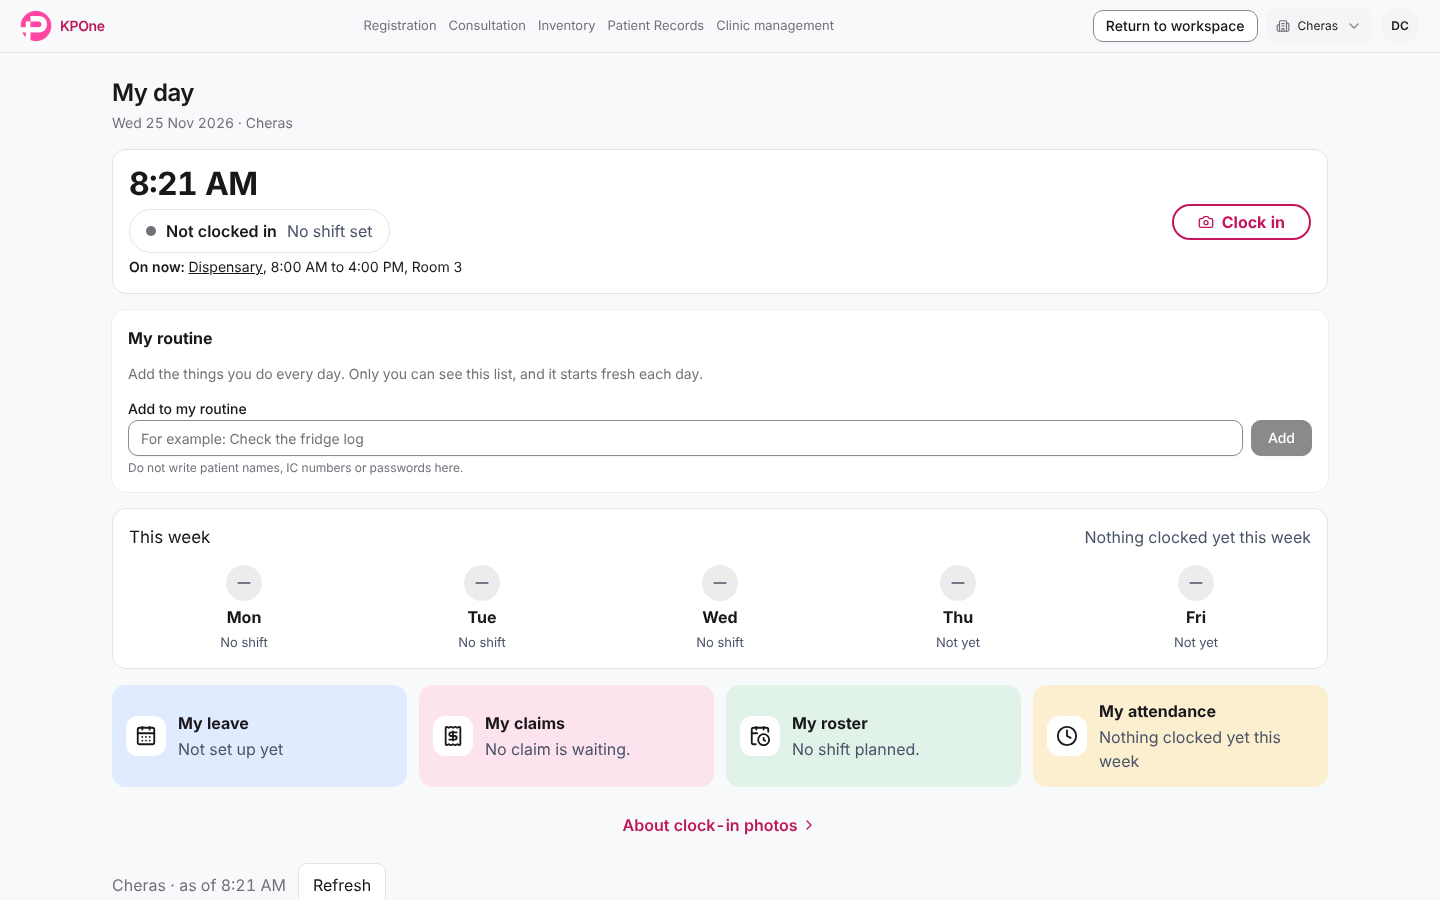 KPOne
Registration Consultation Inventory Patient Records Clinic management
Return to workspace
Cheras
DC
My day
Wed 25 Nov 2026 · Cheras
8:21 AM
Not clocked in No shift set
On now: Dispensary, 8:00 AM to 4:00 PM, Room 3
Clock in
My routine
Add the things you do every day. Only you can see this list, and it starts fresh each day.
Add to my routine
For example: Check the fridge log
Add
Do not write patient names, IC numbers or passwords here.
This week
Nothing clocked yet this week
Mon Tue Wed Thu Fri
No shift No shift No shift Not yet Not yet
My leave
Not set up yet
My claims
No claim is waiting.
My roster
No shift planned.
My attendance
Nothing clocked yet this
week
About clock-in photos
Cheras · as of 8:21 AM
Refresh